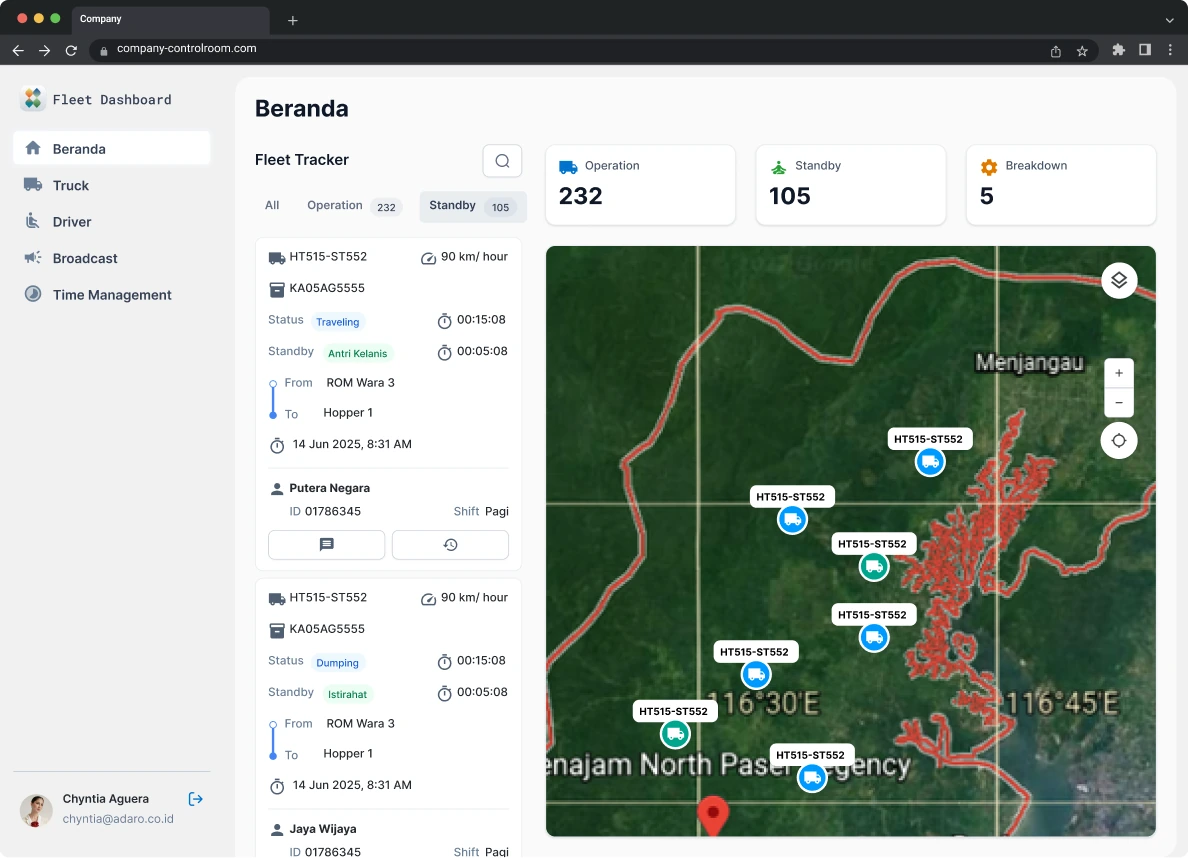 Company
company-controlroom.com
Fleet Dashboard
Beranda
Truck
Driver
Broadcast
Time Management
Chyntia Aguera
chyntia@adaro.co.id
Beranda
Fleet Tracker
All Operation 232 Standby 105
HT515-ST552 90 km/ hour
KA05AG5555
Status Traveling 00:15:08
Standby Antri Kelanis 00:05:08
From ROM Wara 3
To Hopper 1
14 Jun 2025, 8:31 AM
Putera Negara
ID 01786345 Shift Pagi
HT515-ST552 90 km/ hour
KA05AG5555
Status Dumping 00:15:08
Standby Istirahat 00:05:08
From ROM Wara 3
To Hopper 1
14 Jun 2025, 8:31 AM
Jaya Wijaya
ID 01786345 Shift Pagi
Operation
232
Standby
105
Breakdown
5
Menjangau
HT515-ST552
HT515-ST552
HT515-ST552
HT515-ST552
HT515-ST552
116°30'E 116°45'E
HT515-ST552
HT515-ST552
enajam North Paser Regency